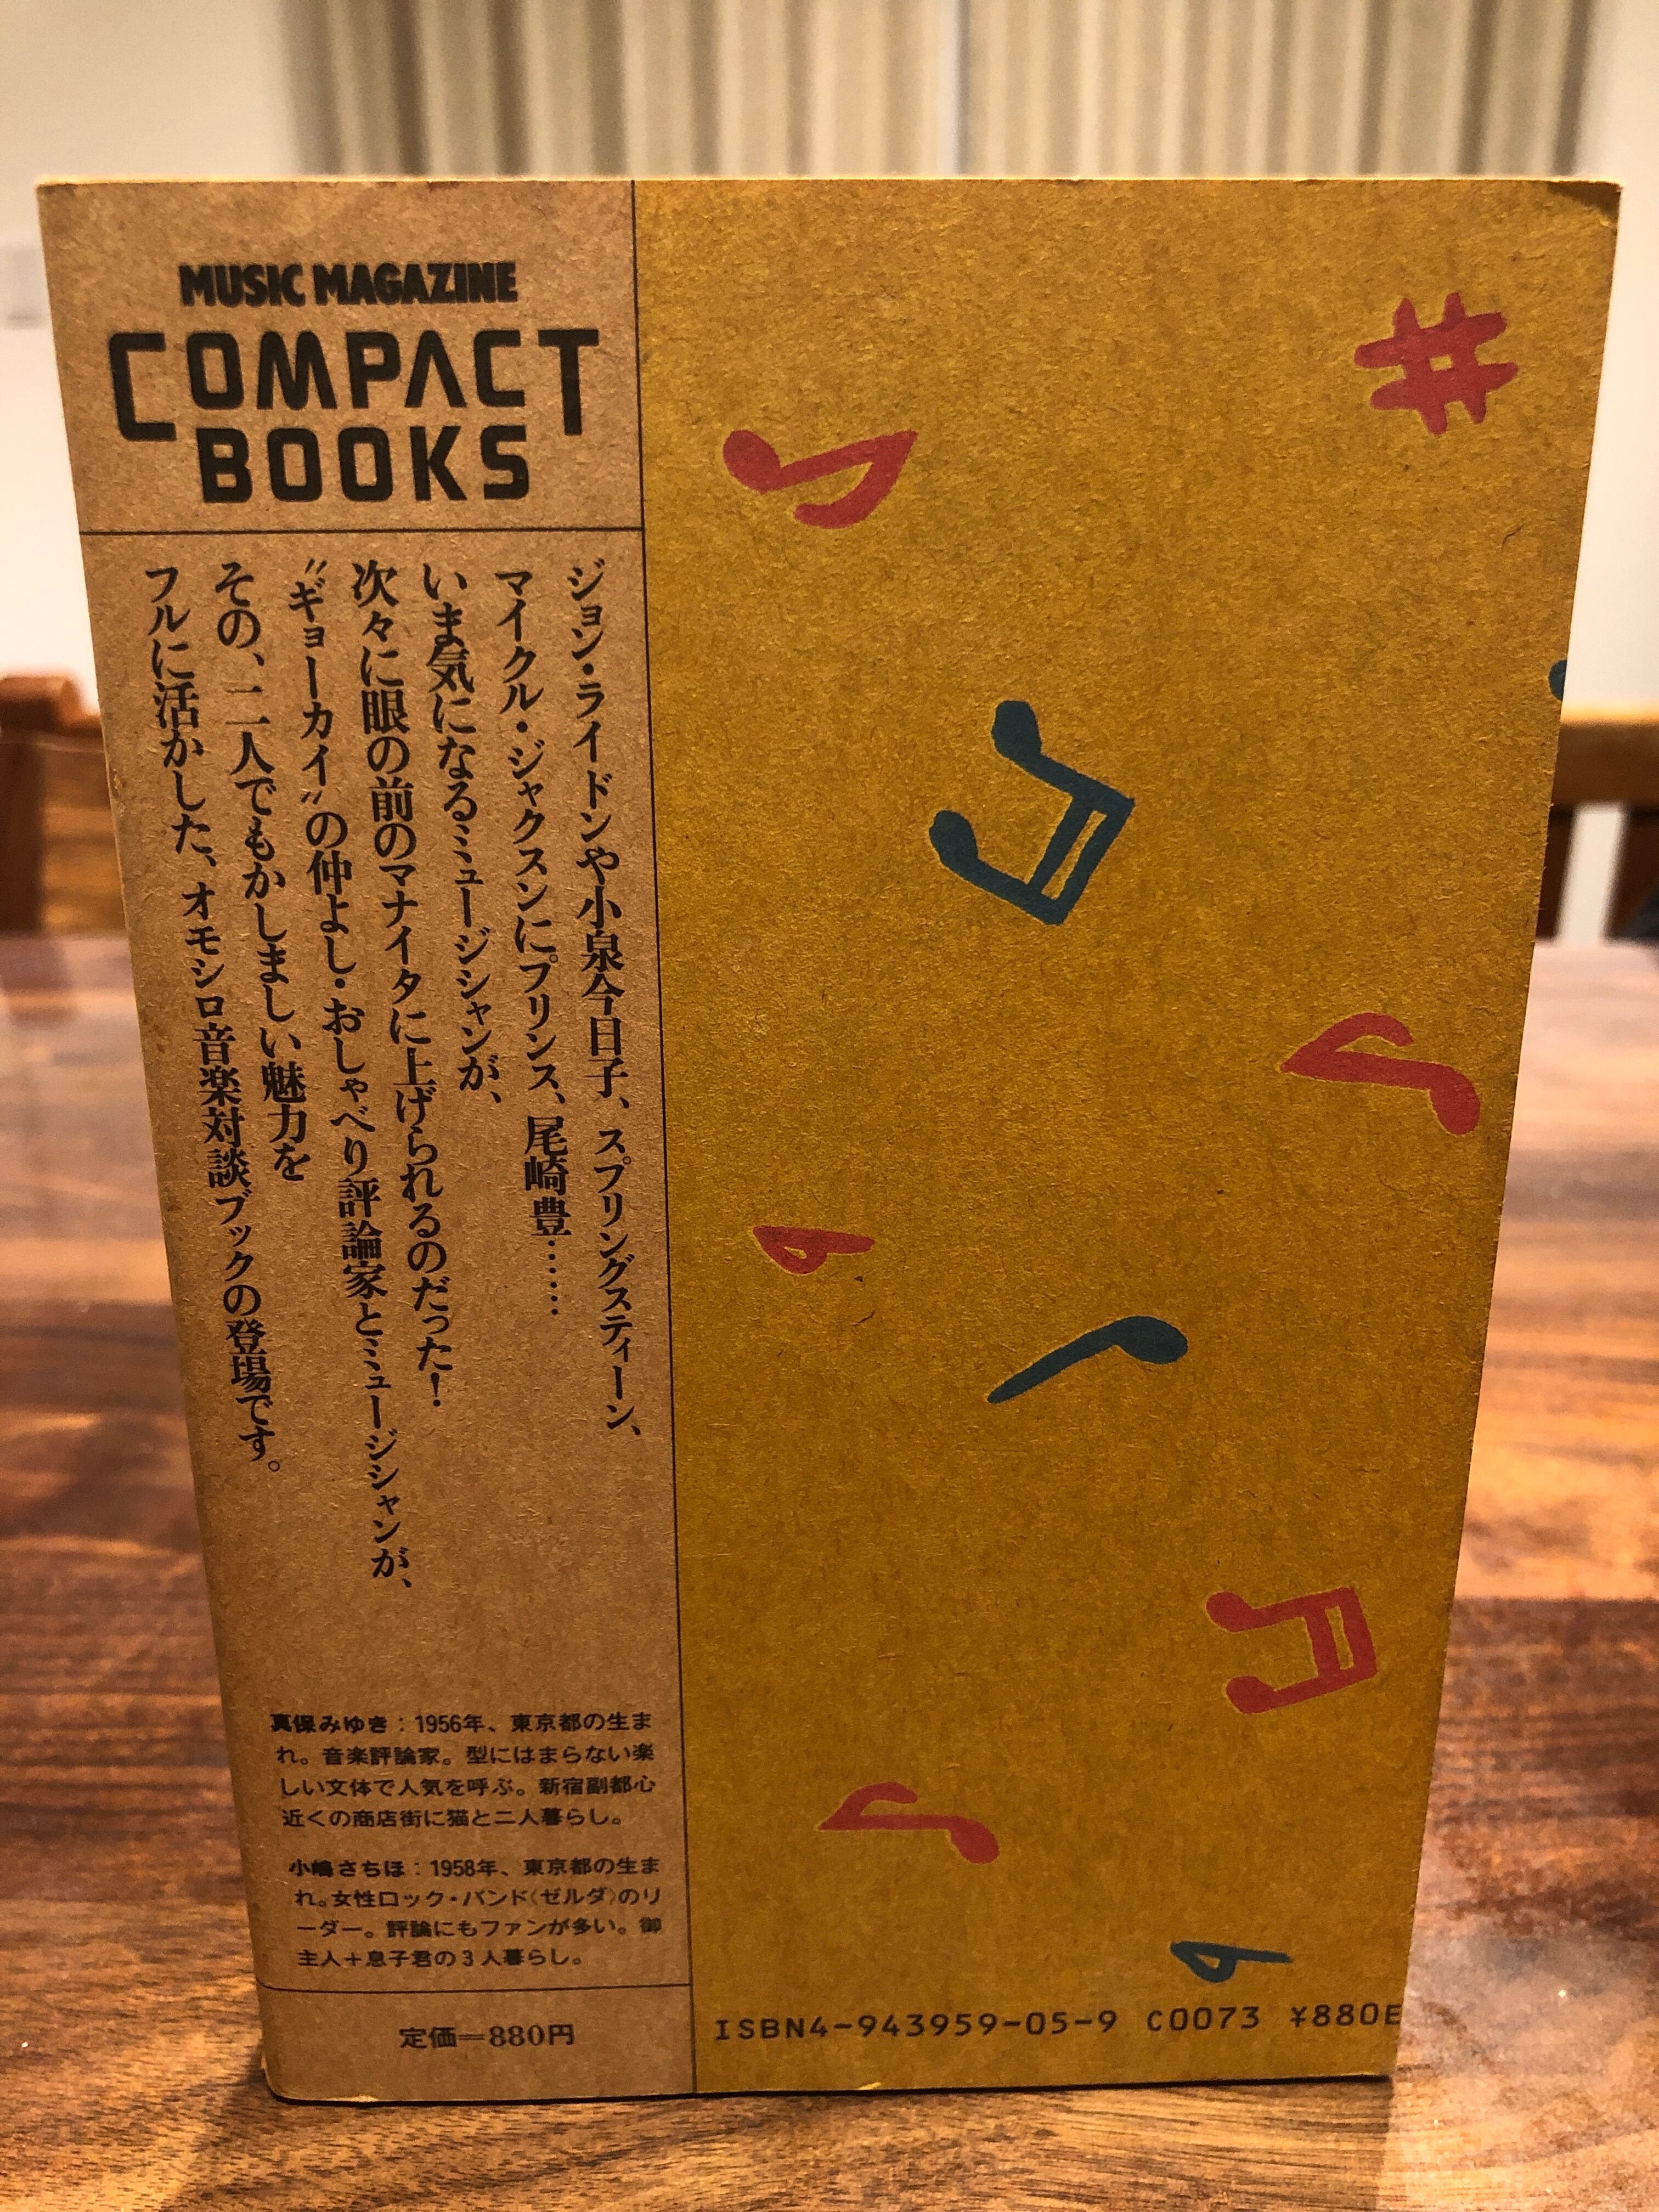 MUSIC MAGAZINE
COMPACT
BOOKS
ジョン・ライドンや小泉今日子、スプリングスティーン、
マイクル・ジャクスンにプリンス、尾崎豊……
いま気になるミュージシャンが、
次々に眼の前のマナイタに上げられるのだった！
〝ギョーカイ〟の仲よし・おしゃべり評論家とミュージシャンが、
その、二人でもかしましい魅力を
フルに活かした、オモシロ音楽対談ブックの登場です。
真保みゆき：1956年、東京都の生ま
れ。音楽評論家。型にはまらない楽
しい文体で人気を呼ぶ。新宿副都心
近くの商店街に猫と二人暮らし。
小嶋さちほ：1958年、東京都の生ま
れ。女性ロック・バンド〈ゼルダ〉のリ
ーダー。評論にもファンが多い。御
主人＋息子君の3人暮らし。
定価＝880円
ISBN4-943959-05-9 C0073 ¥880E